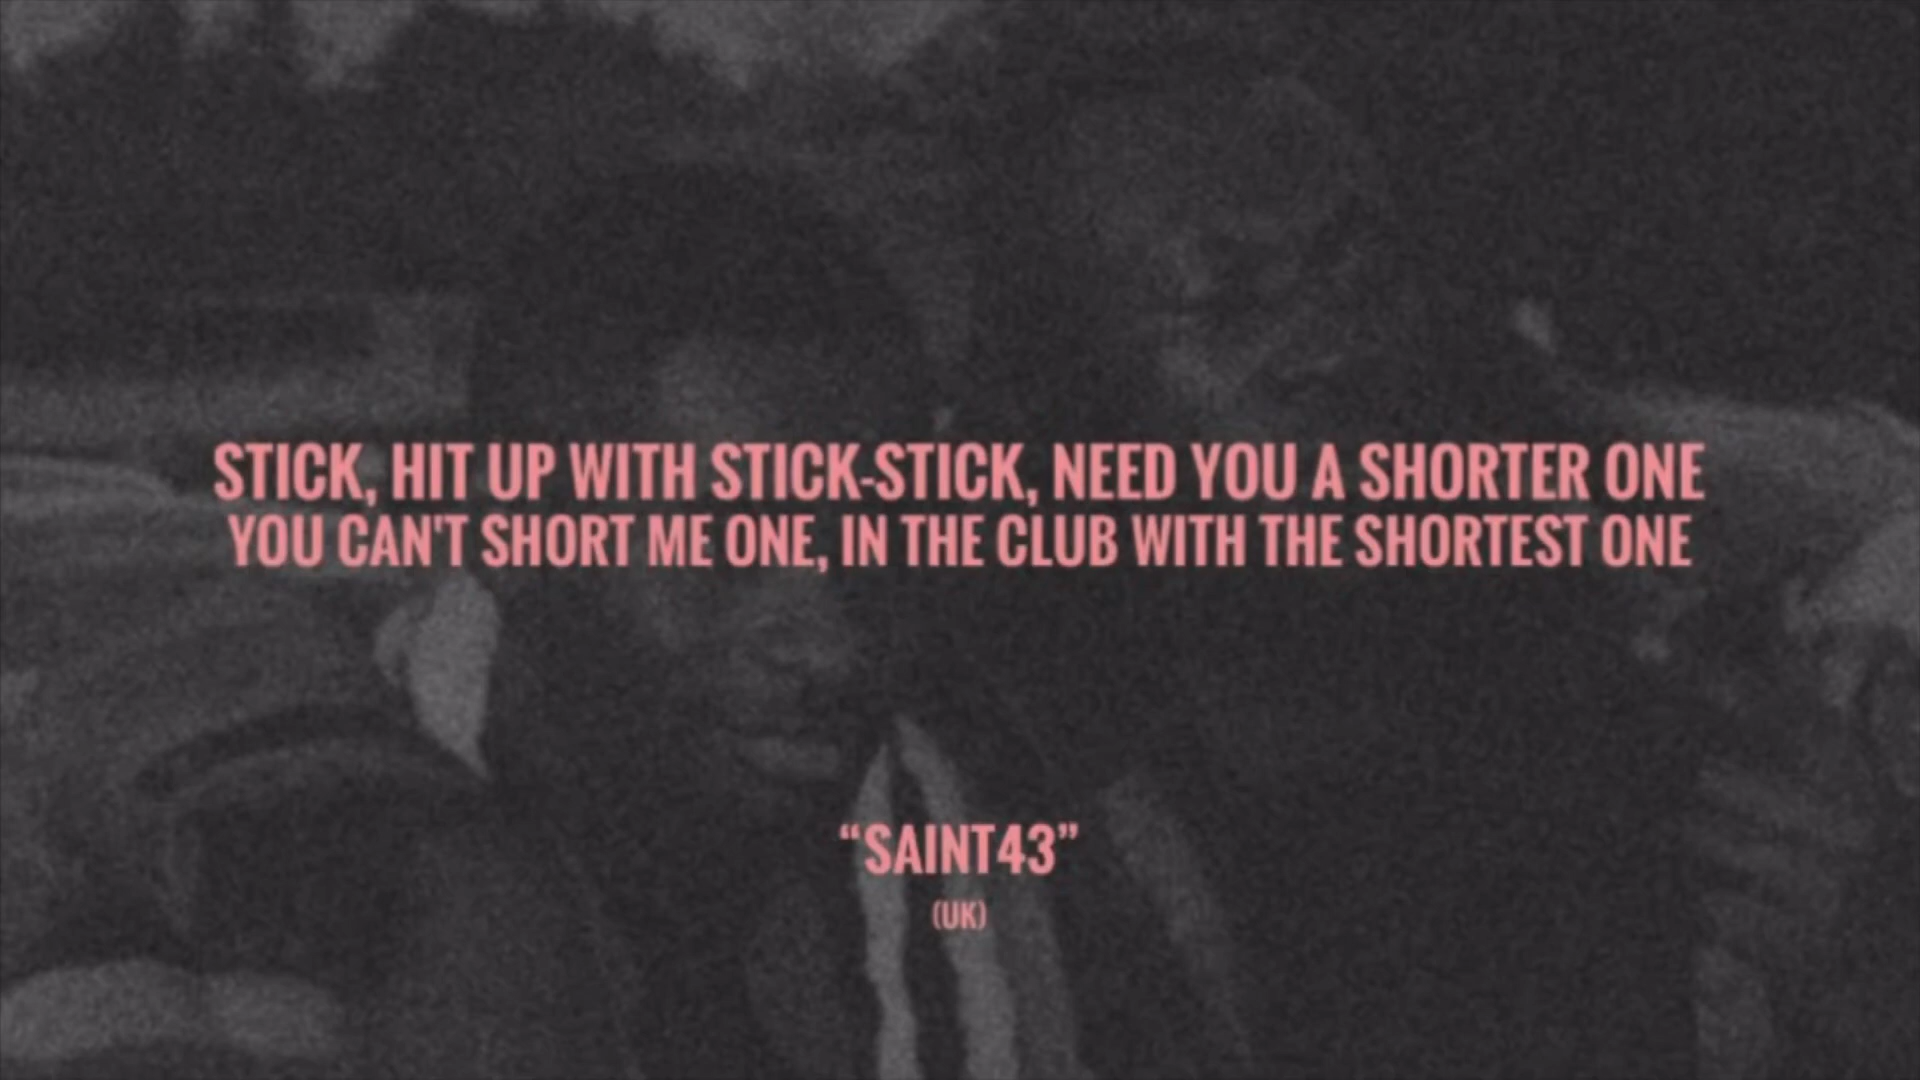 STICK, HIT UP WITH STICK-STICK, NEED YOU A SHORTER ONE
YOU CAN'T SHORT ME ONE, IN THE CLUB WITH THE SHORTEST ONE
“SAINT43”
(UK)